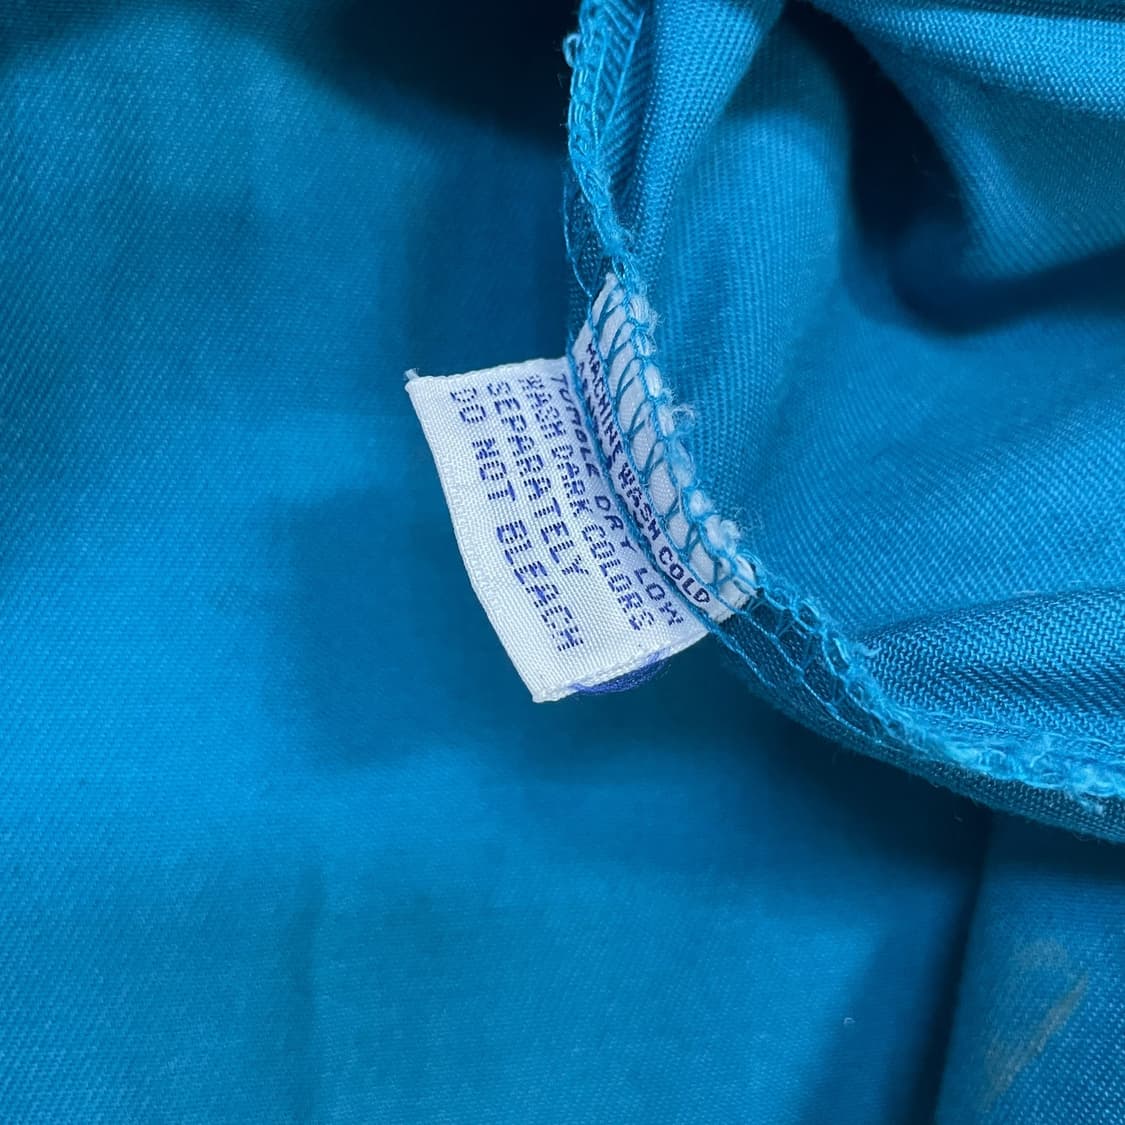 MACHINE WASH COLD
TUMBLE DRY LOW
WASH DARK COLORS
SEPARATELY
DO NOT BLEACH